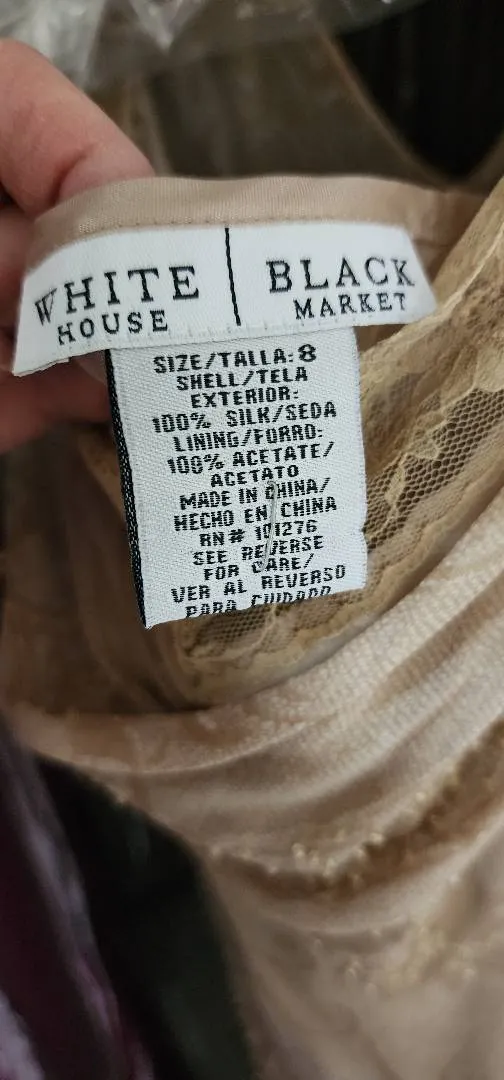 WHITE | BLACK
HOUSE MARKET
SIZE/TALLA: 8
SHELL/TELA
EXTERIOR:
100% SILK/SEDA
LINING/FORRO:
100% ACETATE/
ACETATO
MADE IN CHINA/
HECHO EN CHINA
RN# 101276
SEE REVERSE
FOR CARE/
VER AL REVERSO
PARA CUIDADO